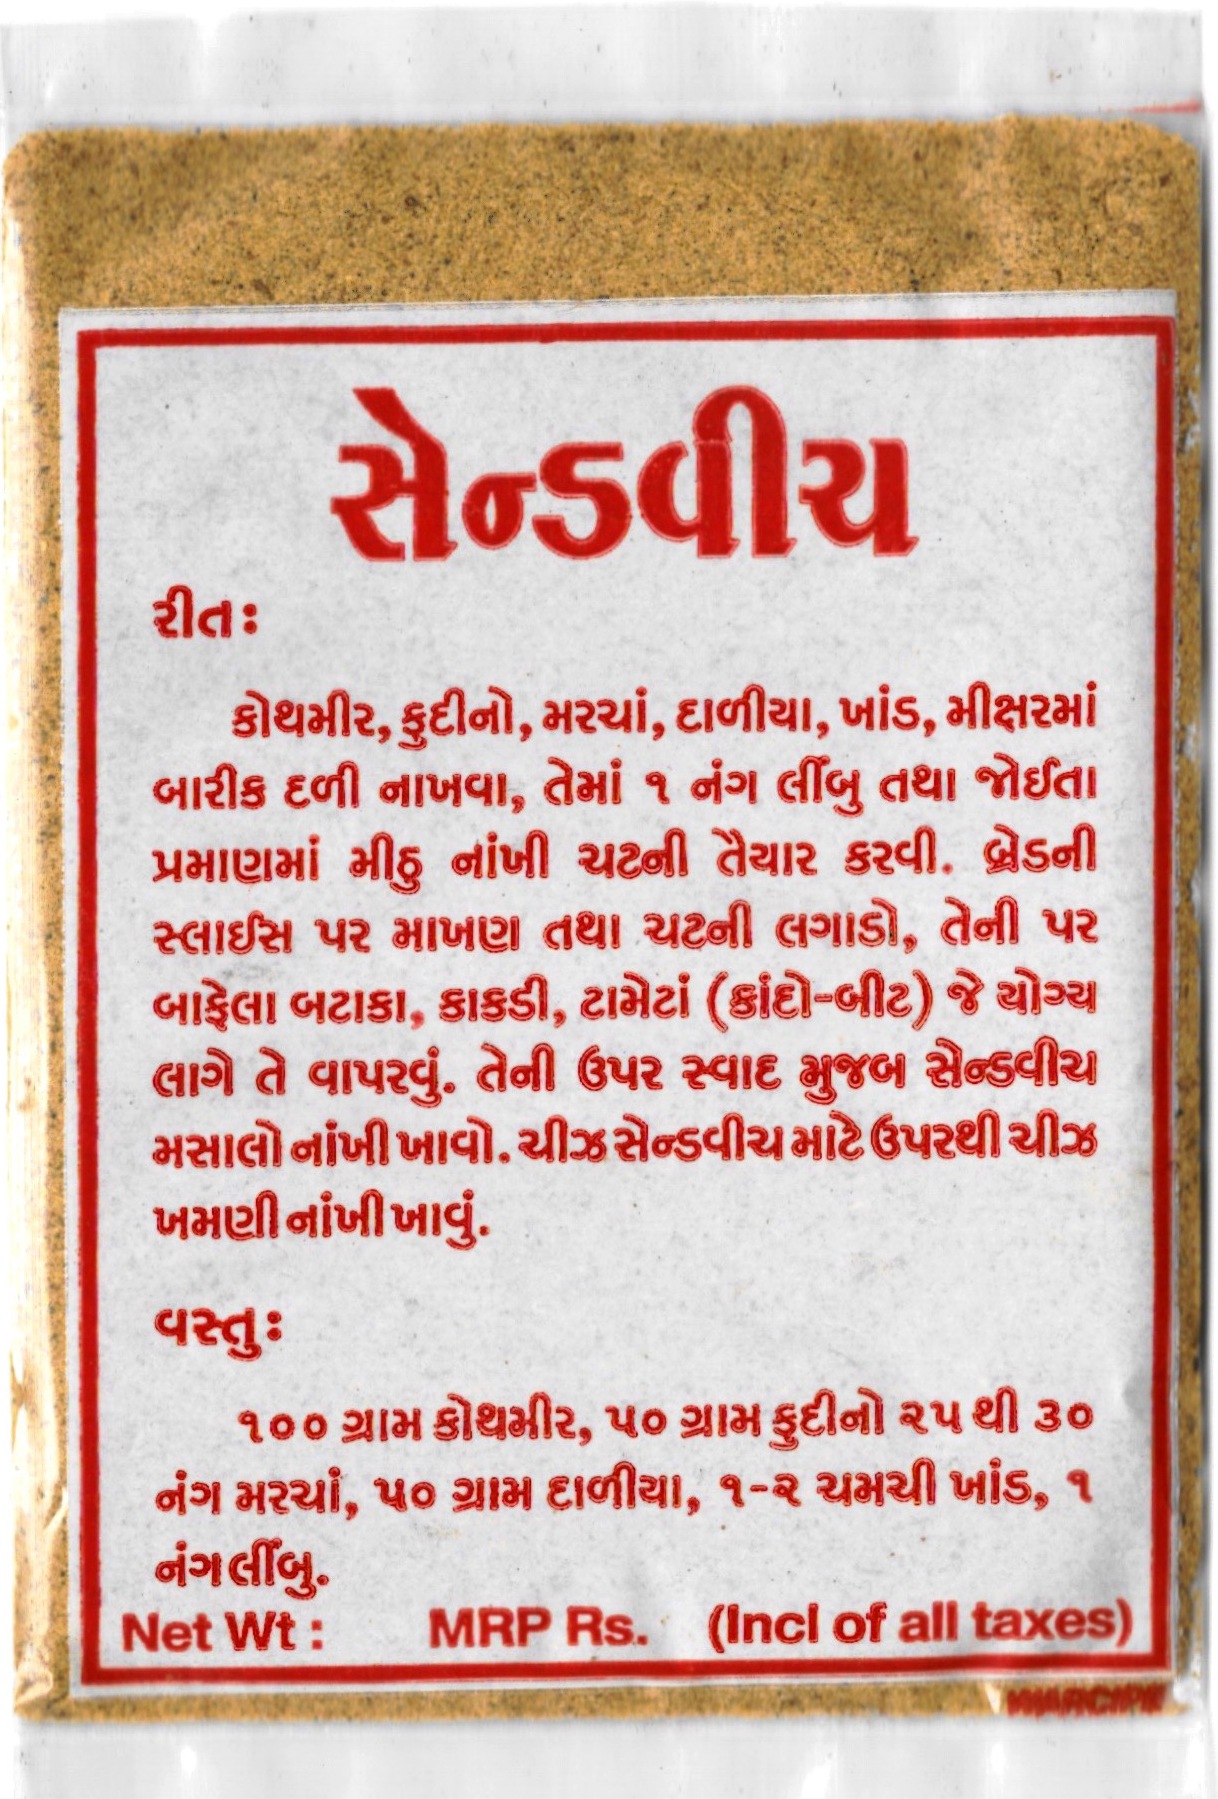 સેન્ડવીચ
રીતઃ
કોથમીર, ફુદીનો, મરચાં, દાળીયા, ખાંડ, મીક્ષરમાં
બારીક દળી નાખવા, તેમાં ૧ નંગ લીંબુ તથા જોઈતા
પ્રમાણમાં મીઠુ નાંખી ચટની તૈયાર કરવી. બ્રેડની
સ્લાઈસ પર માખણ તથા ચટની લગાડો, તેની પર
બાફેલા બટાકા, કાકડી, ટામેટાં (કાંદો-બીટ) જે યોગ્ય
લાગે તે વાપરવું. તેની ઉપર સ્વાદ મુજબ સેન્ડવીચ
મસાલો નાંખી ખાવો. ચીઝ સેન્ડવીચ માટે ઉપરથી ચીઝ
ખમણી નાંખી ખાવું.
વસ્તુઃ
૧૦૦ ગ્રામ કોથમીર, ૫૦ ગ્રામ ફુદીનો ૨૫ થી ૩૦
નંગ મરચાં, ૫૦ ગ્રામ દાળીયા, ૧-૨ ચમચી ખાંડ, ૧
નંગ લીંબુ.
Net Wt : MRP Rs. (Incl of all taxes)